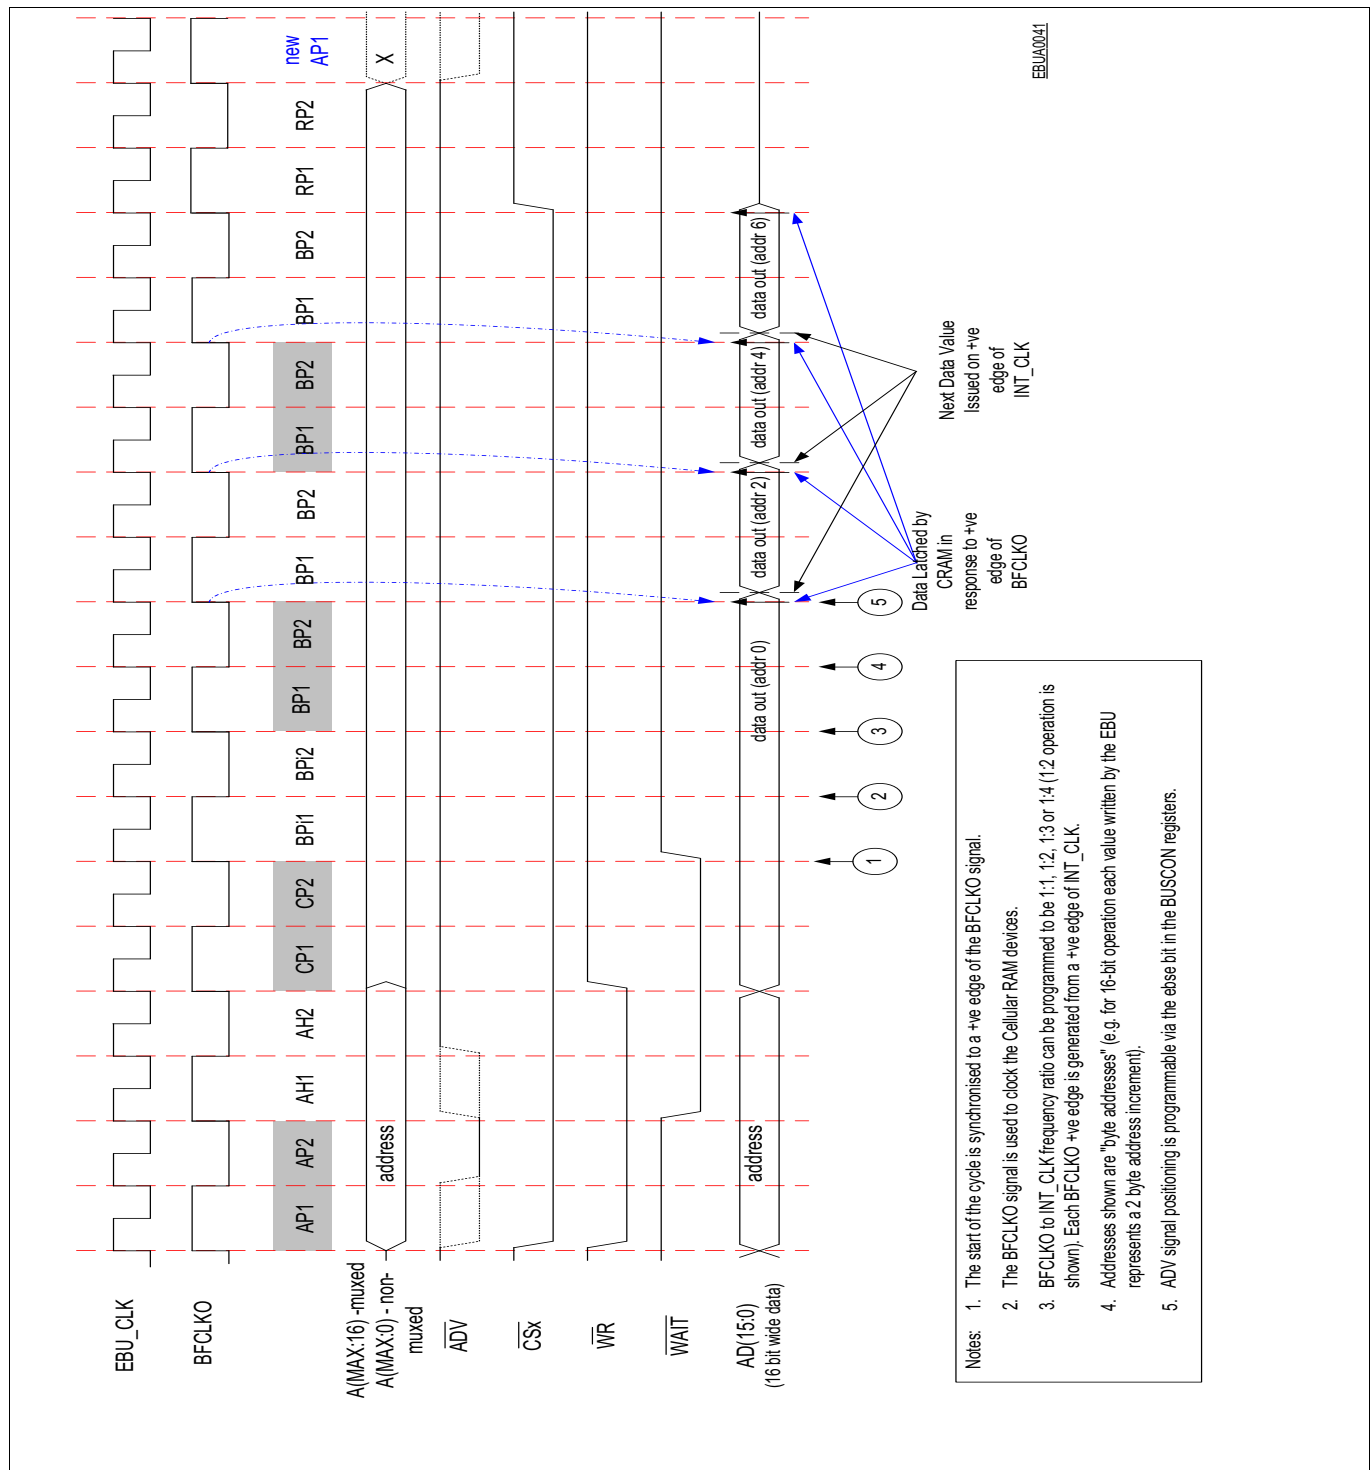 EBU_CLK
BFCLKO
AP1 AP2 AH1 AH2 CP1 CP2 BPi1 BPi2 BP1 BP2 BP1 BP2 BP1 BP2 BP1 BP2 RP1 RP2 new
AP1
A(MAX:16) -muxed
A(MAX:0) - non-
muxed
address
X
ADV
CSx
WR
WAIT
AD(15:0)
(16 bit wide data)
address
data out (addr 0)
data out (addr 2)
data out (addr 4)
data out (addr 6)
1 2 3 4 5
Data Latched by
CRAM in
response to +ve
edge of
BFCLKO
Next Data Value
Issued on +ve
edge of
INT_CLK
EBUA0041
Notes: 1. The start of the cycle is synchronised to a +ve edge of the BFCLKO signal.
2. The BFCLKO signal is used to clock the Cellular RAM devices.
3. BFCLKO to INT_CLK frequency ratio can be programmed to be 1:1, 1:2, 1:3 or 1:4 (1:2 operation is
shown). Each BFCLKO +ve edge is generated from a +ve edge of INT_CLK.
4. Addresses shown are "byte addresses" (e.g. for 16-bit operation each value written by the EBU
represents a 2 byte address increment).
5. ADV signal positioning is programmable via the ebse bit in the BUSCON registers.